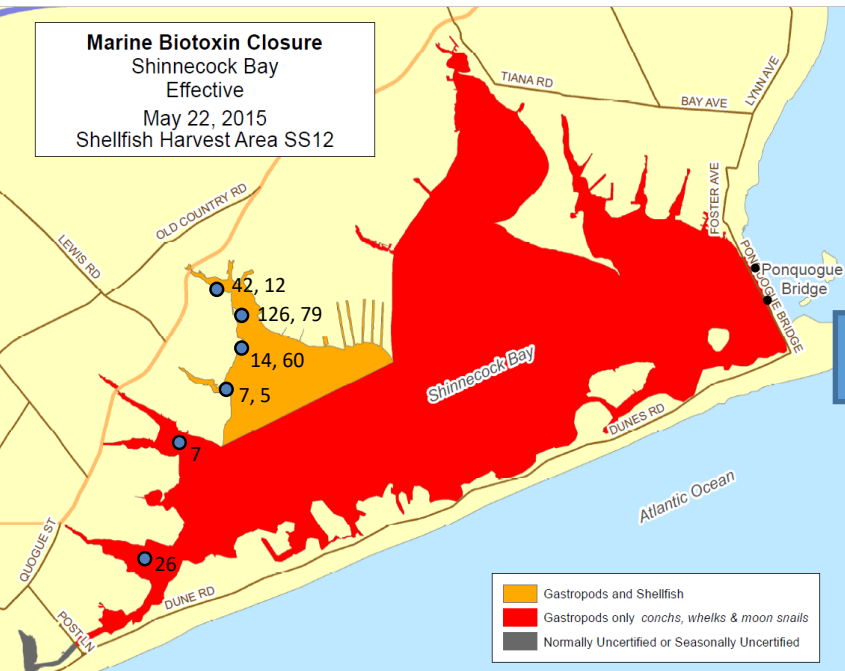 Marine Biotoxin Closure
Shinnecock Bay
Effective
May 22, 2015
Shellfish Harvest Area SS12
TIANA RD
BAY AVE
LYNN AVE
OLD COUNTRY RD
LEWIS RD
FOSTER AVE
PONQUOGUE BRIDGE
Ponquogue
Bridge
42, 12
126, 79
14, 60
7, 5
7
26
Shinnecock Bay
DUNES RD
Atlantic Ocean
QUOGUE ST
DUNE RD
POST LN
Gastropods and Shellfish
Gastropods only conchs, whelks & moon snails
Normally Uncertified or Seasonally Uncertified